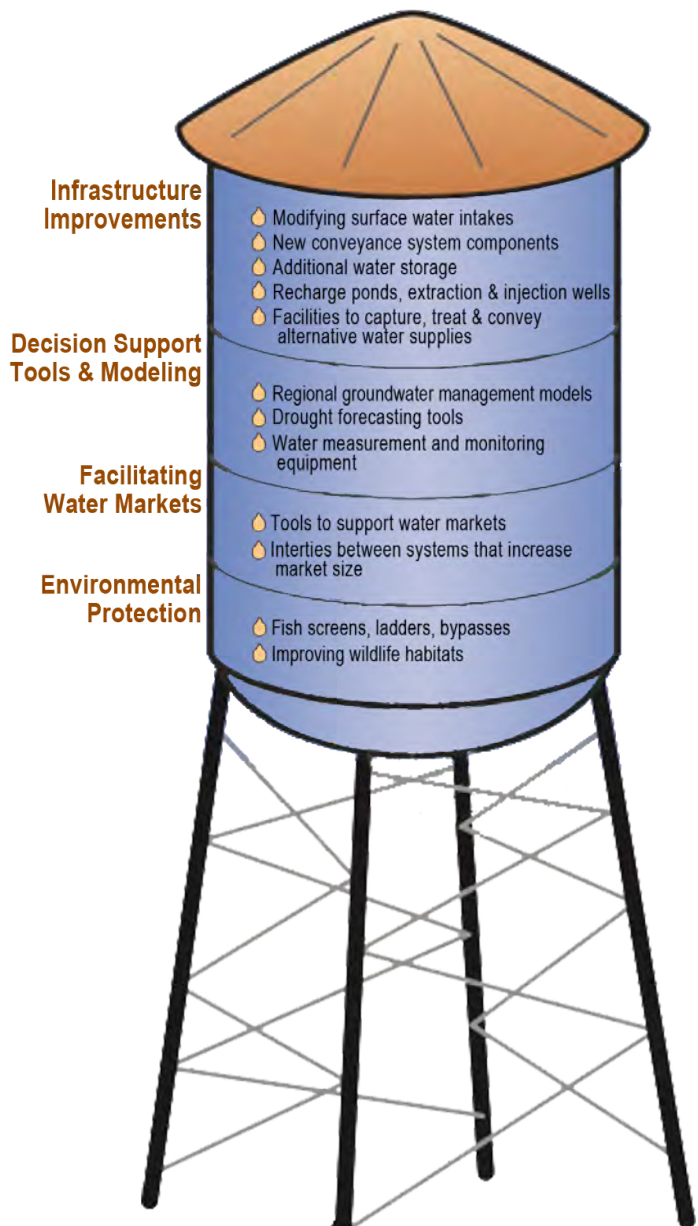 Infrastructure
Improvements
Modifying surface water intakes
New conveyance system components
Additional water storage
Recharge ponds, extraction & injection wells
Facilities to capture, treat & convey
alternative water supplies
Decision Support
Tools & Modeling
Regional groundwater management models
Drought forecasting tools
Water measurement and monitoring
equipment
Facilitating
Water Markets
Tools to support water markets
Interties between systems that increase
market size
Environmental
Protection
Fish screens, ladders, bypasses
Improving wildlife habitats